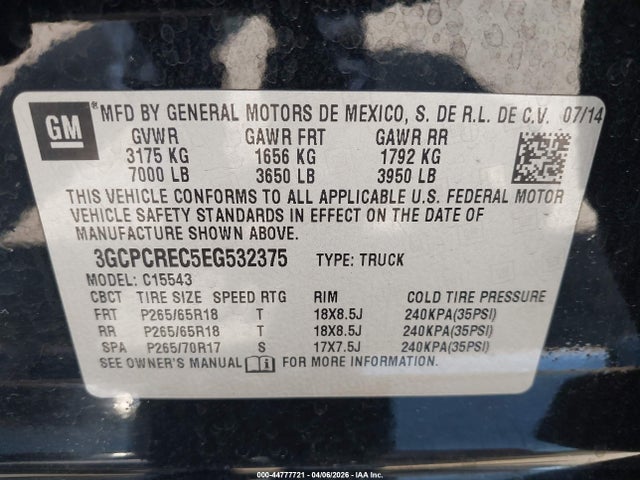 GM ® MFD BY GENERAL MOTORS DE MEXICO, S. DE R.L. DE C.V. 07/14
GVWR GAWR FRT GAWR RR
3175 KG 1656 KG 1792 KG
7000 LB 3650 LB 3950 LB
THIS VEHICLE CONFORMS TO ALL APPLICABLE U.S. FEDERAL MOTOR
VEHICLE SAFETY STANDARDS IN EFFECT ON THE DATE OF
MANUFACTURE SHOWN ABOVE.
3GCPCREC5EG532375 TYPE: TRUCK
MODEL: C15543
CBCT TIRE SIZE SPEED RTG RIM COLD TIRE PRESSURE
FRT P265/65R18 T 18X8.5J 240KPA(35PSI)
RR P265/65R18 T 18X8.5J 240KPA(35PSI)
SPA P265/70R17 S 17X7.5J 240KPA(35PSI)
SEE OWNER'S MANUAL i FOR MORE INFORMATION.
000-44777721 - 04/06/2026 - IAA Inc.